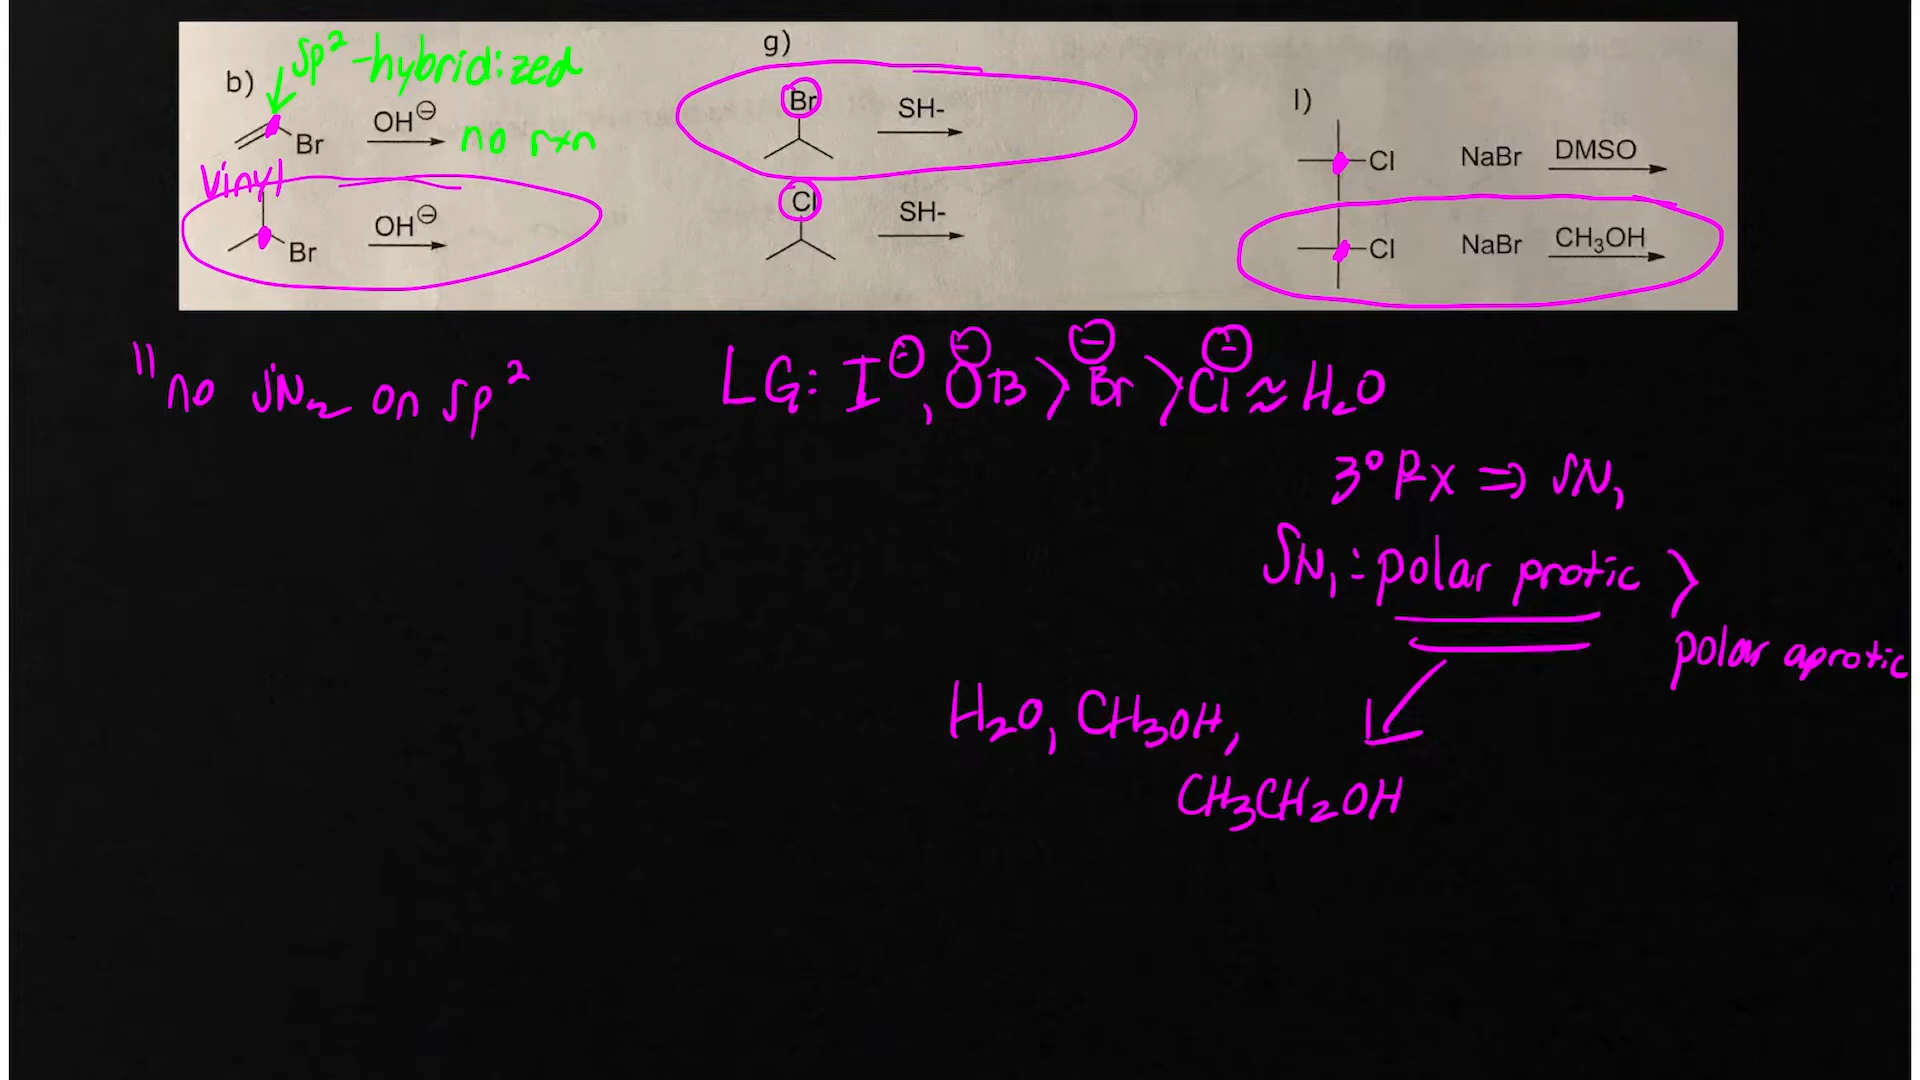 b)
sp²-hybridized
OH⊖
Br
no rxn
Vinyl
OH⊖
Br
g)
Br
SH-
Cl
SH-
l)
Cl NaBr DMSO
Cl NaBr CH₃OH
"no SN₂ on sp²
LG: I⊖, ⊖OTs > Br⊖ > Cl⊖ ≈ H₂O
3° RX ⇒ SN₁
SN₁: polar protic >
polar aprotic
H₂O, CH₃OH,
CH₃CH₂OH